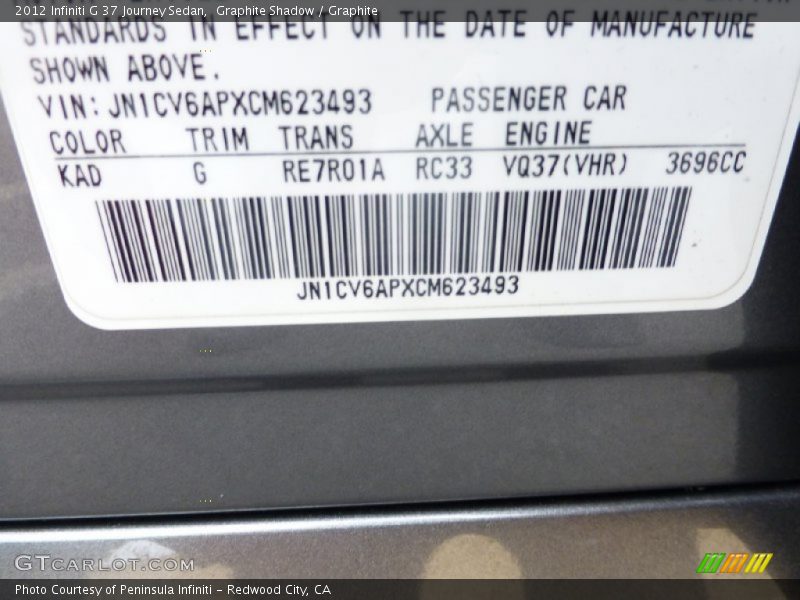 2012 Infiniti G 37 Journey Sedan,  Graphite Shadow / Graphite
STANDARDS IN EFFECT ON THE DATE OF MANUFACTURE
SHOWN ABOVE.
VIN: JN1CV6APXCM623493 PASSENGER CAR
COLOR TRIM TRANS AXLE ENGINE
KAD G RE7R01A RC33 VQ37(VHR) 3696CC
JN1CV6APXCM623493
GTCARLOT.COM
Photo Courtesy of Peninsula Infiniti – Redwood City, CA